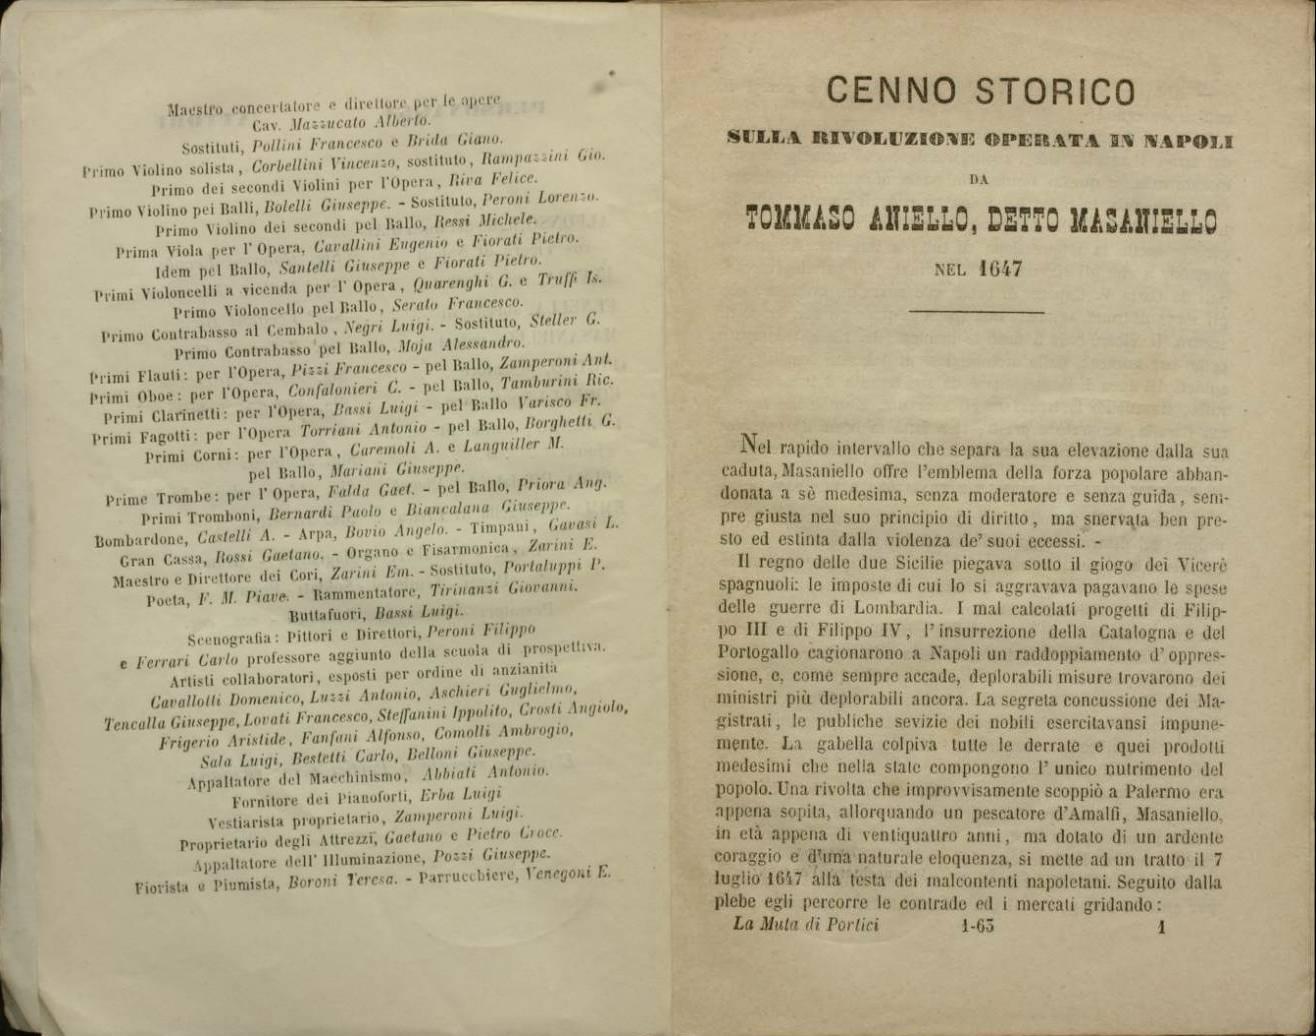 Maestro concertatore e direttore per le opere
Cav. Mazzucato Alberto.
Sostituti, Pollini Francesco e Brida Giano.
Primo Violino solista, Corbellini Vincenzo, sostituto, Rampazzini Gio.
Primo dei secondi Violini per l'Opera, Riva Felice.
Primo Violino pei Balli, Bolelli Giuseppe. - Sostituto, Peroni Lorenzo.
Primo Violino dei secondi pel Ballo, Ressi Michele.
Prima Viola per l'Opera, Cavallini Eugenio e Fiorati Pietro.
Idem pel Ballo, Santelli Giuseppe e Fiorati Pietro.
Primi Violoncelli a vicenda per l'Opera, Quarenghi G. e Truffi Is.
Primo Violoncello pel Ballo, Serato Francesco.
Primo Contrabasso al Cembalo, Negri Luigi. - Sostituto, Steller G.
Primo Contrabasso pel Ballo, Moja Alessandro.
Primi Flauti: per l'Opera, Pizzi Francesco - pel Ballo, Zamperoni Ant.
Primi Oboe: per l'Opera, Confalonieri C. - pel Ballo, Tamburini Ric.
Primi Clarinetti: per l'Opera, Bassi Luigi - pel Ballo Varisco Fr.
Primi Fagotti: per l'Opera Torriani Antonio - pel Ballo, Borghetti G.
Primi Corni: per l'Opera, Caremoli A. e Languiller M.
pel Ballo, Mariani Giuseppe.
Prime Trombe: per l'Opera, Falda Gaet. - pel Ballo, Priora Ang.
Primi Tromboni, Bernardi Paolo e Biancalana Giuseppe.
Bombardone, Castelli A. - Arpa, Bovio Angelo. - Timpani, Gavasi L.
Gran Cassa, Rossi Gaetano. - Organo e Fisarmonica, Zarini E.
Maestro e Direttore dei Cori, Zarini Em. - Sostituto, Portaluppi P.
Poeta, F. M. Piave. - Rammentatore, Tirinanzi Giovanni.
Buttafuori, Bassi Luigi.
Scenografia: Pittori e Direttori, Peroni Filippo
e Ferrari Carlo professore aggiunto della scuola di prospettiva.
Artisti collaboratori, esposti per ordine di anzianità
Cavallotti Domenico, Luzzi Antonio, Aschieri Guglielmo,
Tencalla Giuseppe, Lovati Francesco, Steffanini Ippolito, Crosti Angiolo,
Frigerio Aristide, Fanfani Alfonso, Comolli Ambrogio,
Sala Luigi, Bestetti Carlo, Belloni Giuseppe.
Appaltatore del Macchinismo, Abbiati Antonio.
Fornitore dei Pianoforti, Erba Luigi
Vestiarista proprietario, Zamperoni Luigi.
Proprietario degli Attrezzi, Gaetano e Pietro Croce.
Appaltatore dell'Illuminazione, Pozzi Giuseppe.
Fiorista e Piumista, Boroni Teresa. - Parrucchiere, Venegoni E.
CENNO STORICO
SULLA RIVOLUZIONE OPERATA IN NAPOLI
DA
TOMMASO ANIELLO, DETTO MASANIELLO
NEL 1647
Nel rapido intervallo che separa la sua elevazione dalla sua
caduta, Masaniello offre l'emblema della forza popolare abban-
donata a sè medesima, senza moderatore e senza guida, sem-
pre giusta nel suo principio di diritto, ma snervata ben pre-
sto ed estinta dalla violenza de' suoi eccessi. -
Il regno delle due Sicilie piegava sotto il giogo dei Vicerè
spagnuoli: le imposte di cui lo si aggravava pagavano le spese
delle guerre di Lombardia. I mal calcolati progetti di Filip-
po III e di Filippo IV, l'insurrezione della Catalogna e del
Portogallo cagionarono a Napoli un raddoppiamento d'oppres-
sione, e, come sempre accade, deplorabili misure trovarono dei
ministri più deplorabili ancora. La segreta concussione dei Ma-
gistrati, le publiche sevizie dei nobili esercitavansi impune-
mente. La gabella colpiva tutte le derrate e quei prodotti
medesimi che nella state compongono l'unico nutrimento del
popolo. Una rivolta che improvvisamente scoppiò a Palermo era
appena sopita, allorquando un pescatore d'Amalfi, Masaniello,
in età appena di ventiquattro anni, ma dotato di un ardente
coraggio e d'una naturale eloquenza, si mette ad un tratto il 7
luglio 1647 alla testa dei malcontenti napoletani. Seguito dalla
plebe egli percorre le contrade ed i mercati gridando:
La Muta di Portici 1-63 1